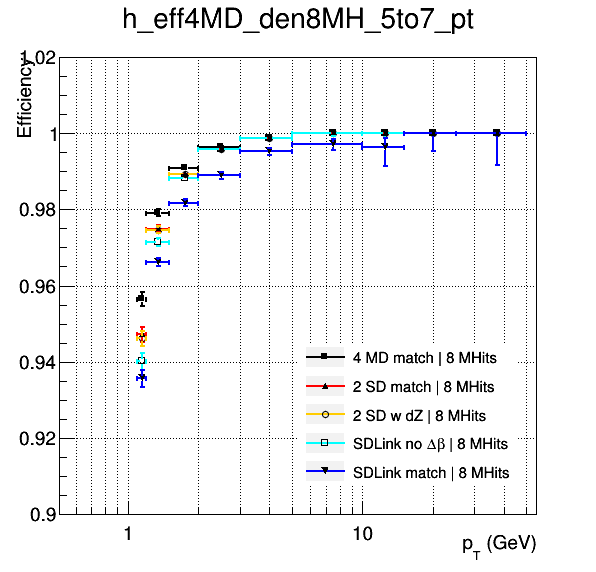 h_eff4MD_den8MH_5to7_pt
Efficiency
1.02
1
0.98
0.96
0.94
0.92
0.9
4 MD match | 8 MHits
2 SD match | 8 MHits
2 SD w dZ | 8 MHits
SDLink no Δβ | 8 MHits
SDLink match | 8 MHits
1
10
p_T (GeV)